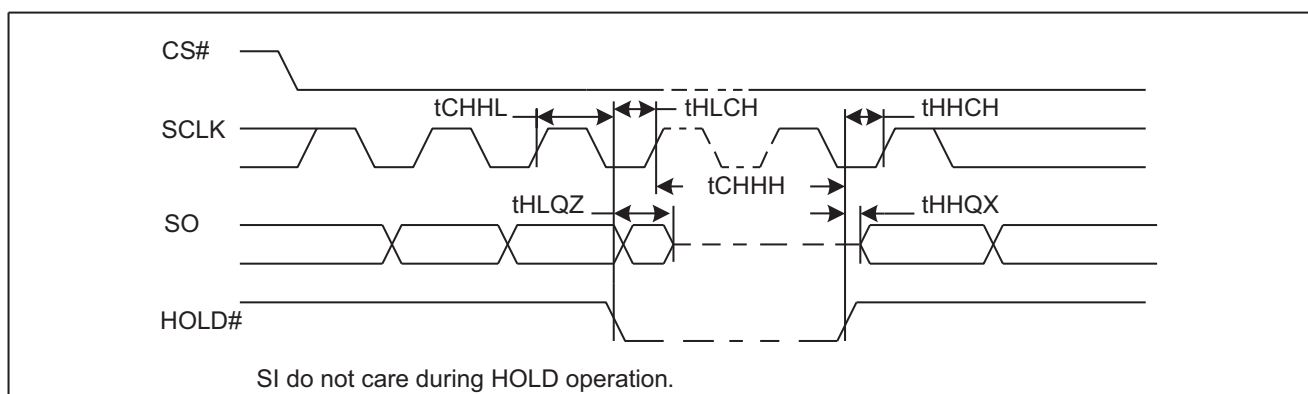 CS#
tCHHL
tHLCH
tHHCH
SCLK
tCHHH
tHLQZ
tHHQX
SO
HOLD#
SI do not care during HOLD operation.